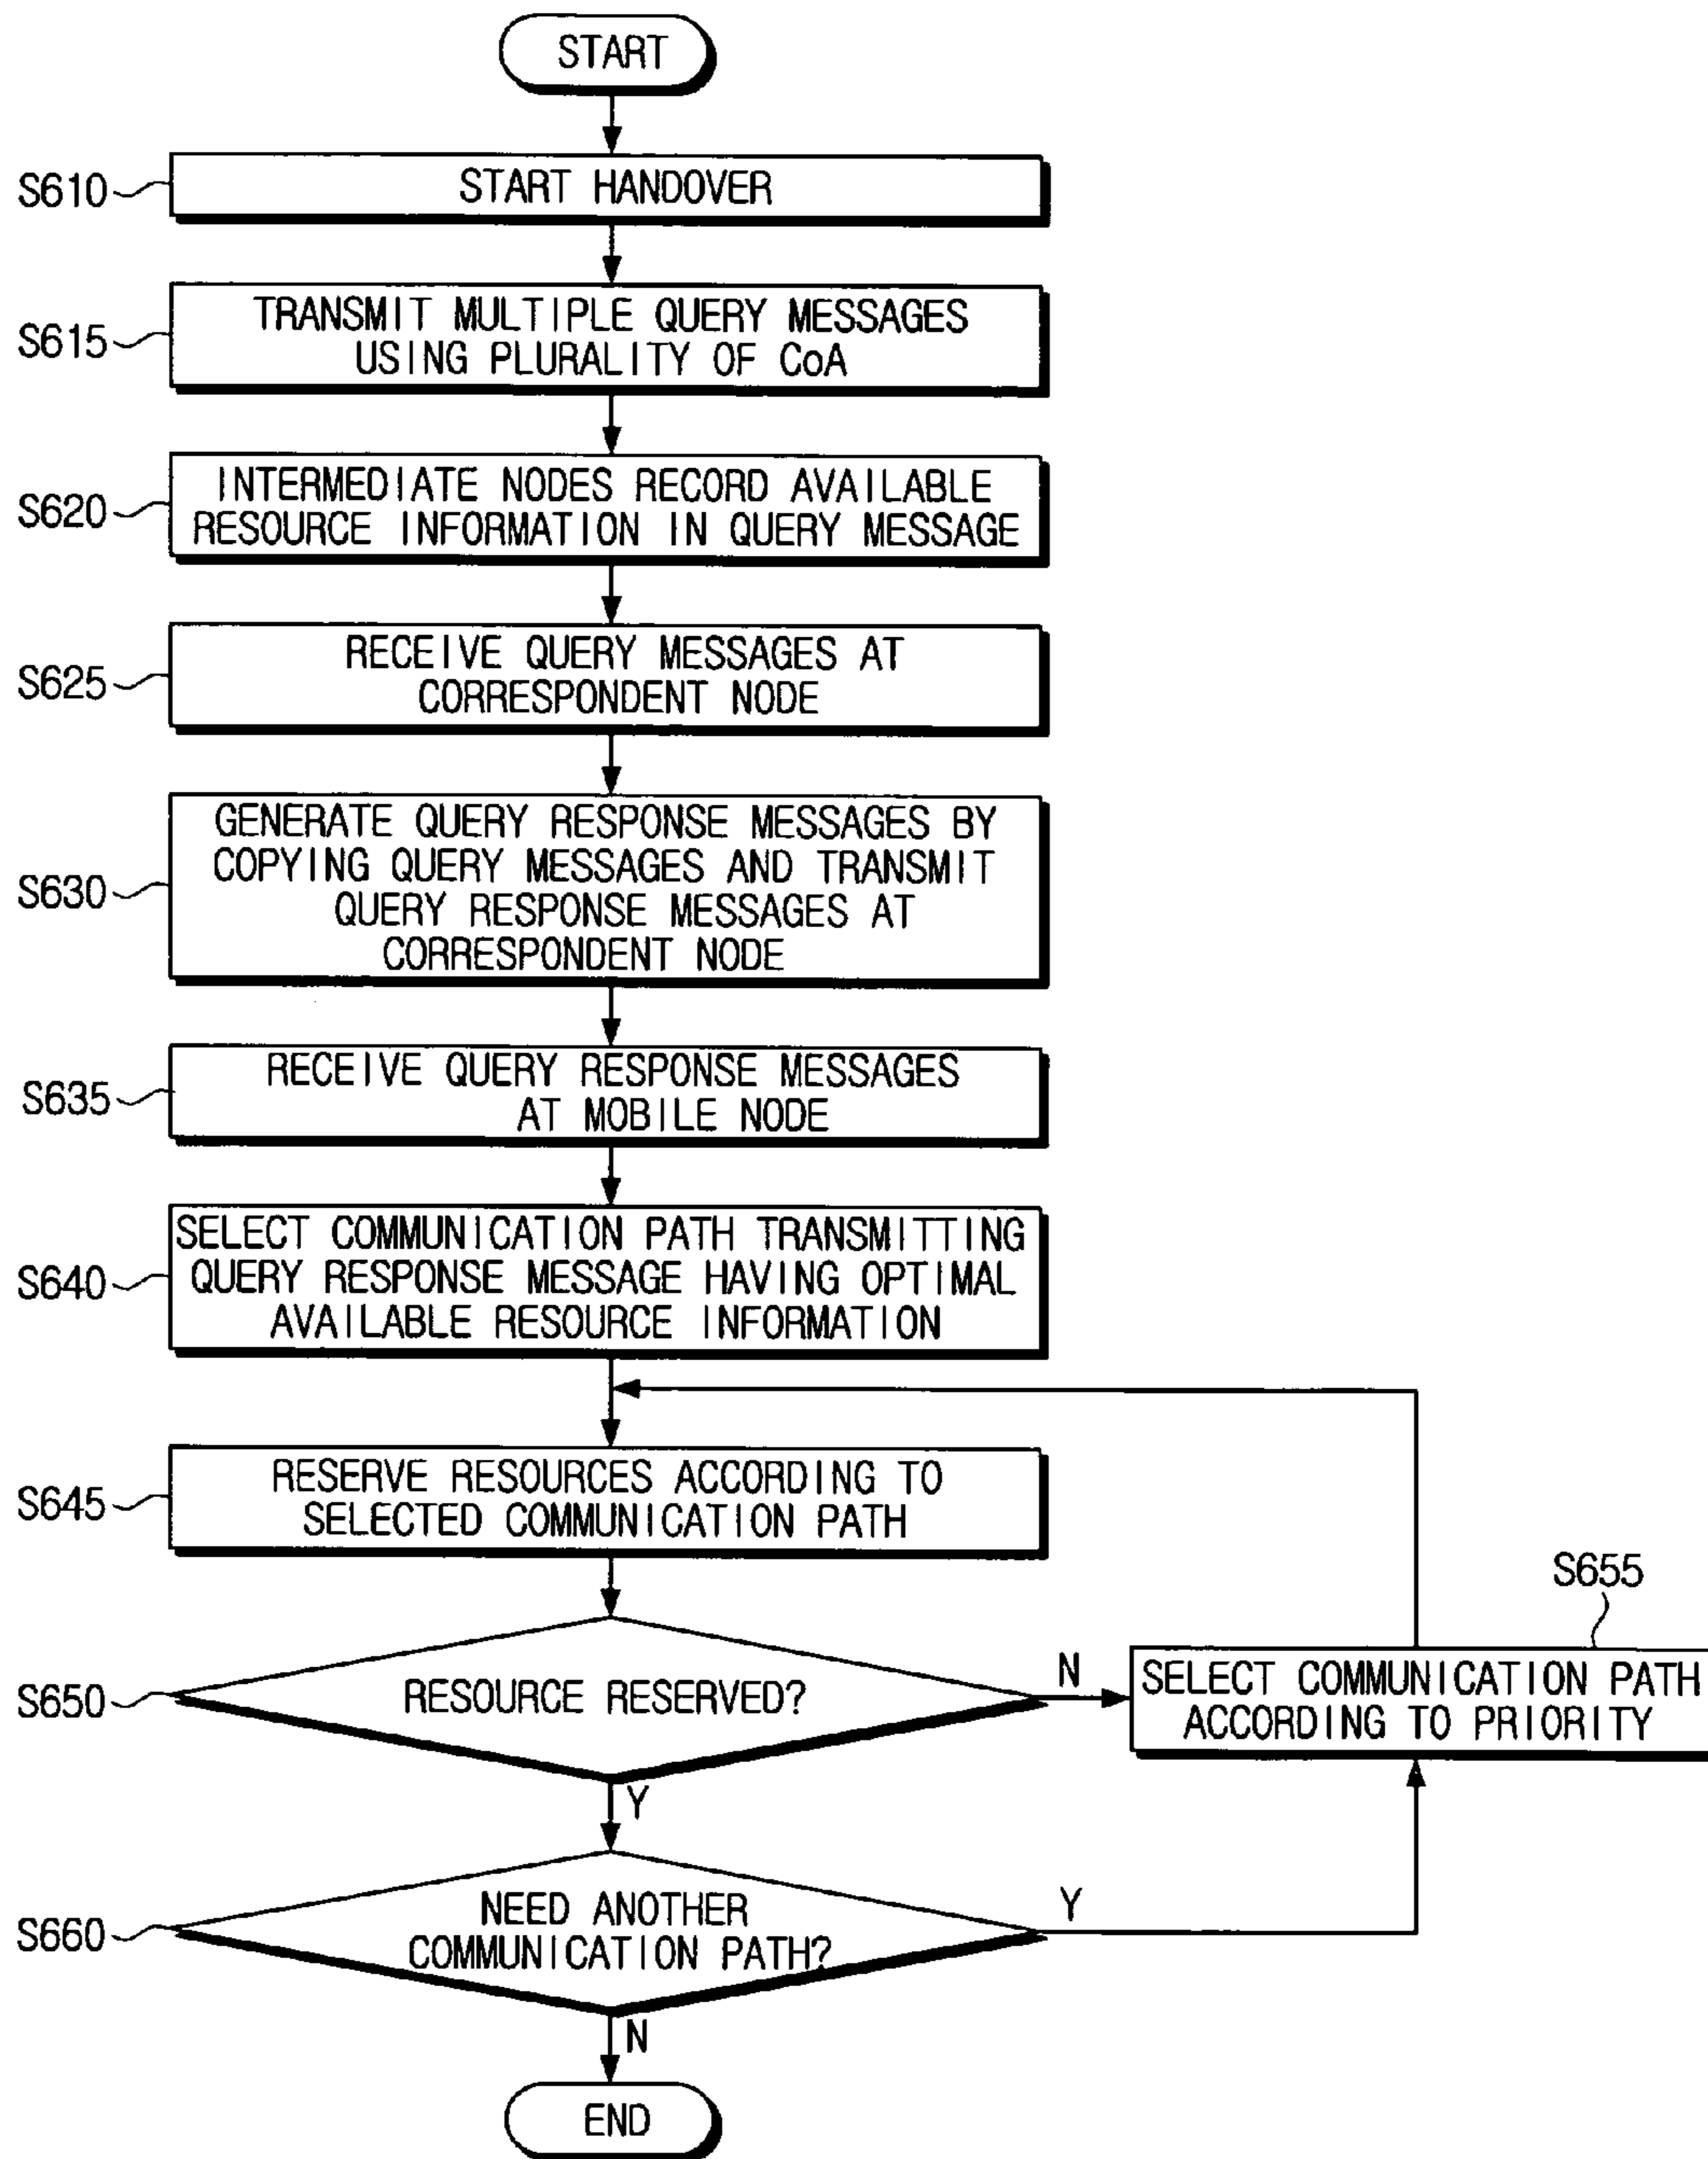 START
S610
START HANDOVER
S615
TRANSMIT MULTIPLE QUERY MESSAGES
USING PLURALITY OF CoA
S620
INTERMEDIATE NODES RECORD AVAILABLE
RESOURCE INFORMATION IN QUERY MESSAGE
S625
RECEIVE QUERY MESSAGES AT
CORRESPONDENT NODE
S630
GENERATE QUERY RESPONSE MESSAGES BY
COPYING QUERY MESSAGES AND TRANSMIT
QUERY RESPONSE MESSAGES AT
CORRESPONDENT NODE
S635
RECEIVE QUERY RESPONSE MESSAGES
AT MOBILE NODE
S640
SELECT COMMUNICATION PATH TRANSMITTING
QUERY RESPONSE MESSAGE HAVING OPTIMAL
AVAILABLE RESOURCE INFORMATION
S645
RESERVE RESOURCES ACCORDING TO
SELECTED COMMUNICATION PATH
S650
RESOURCE RESERVED?
N
S655
SELECT COMMUNICATION PATH
ACCORDING TO PRIORITY
Y
S660
NEED ANOTHER
COMMUNICATION PATH?
Y
N
END